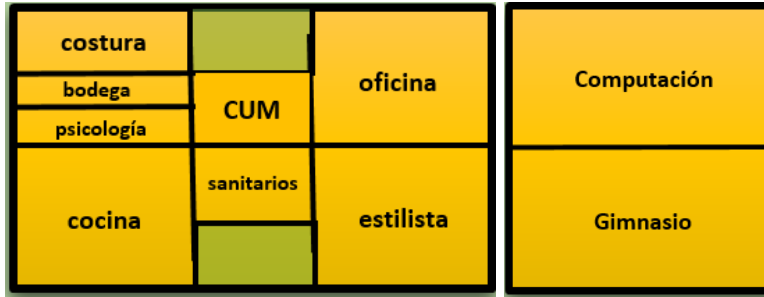 costura
bodega
psicología
cocina
CUM
sanitarios
oficina
estilista
Computación
Gimnasio